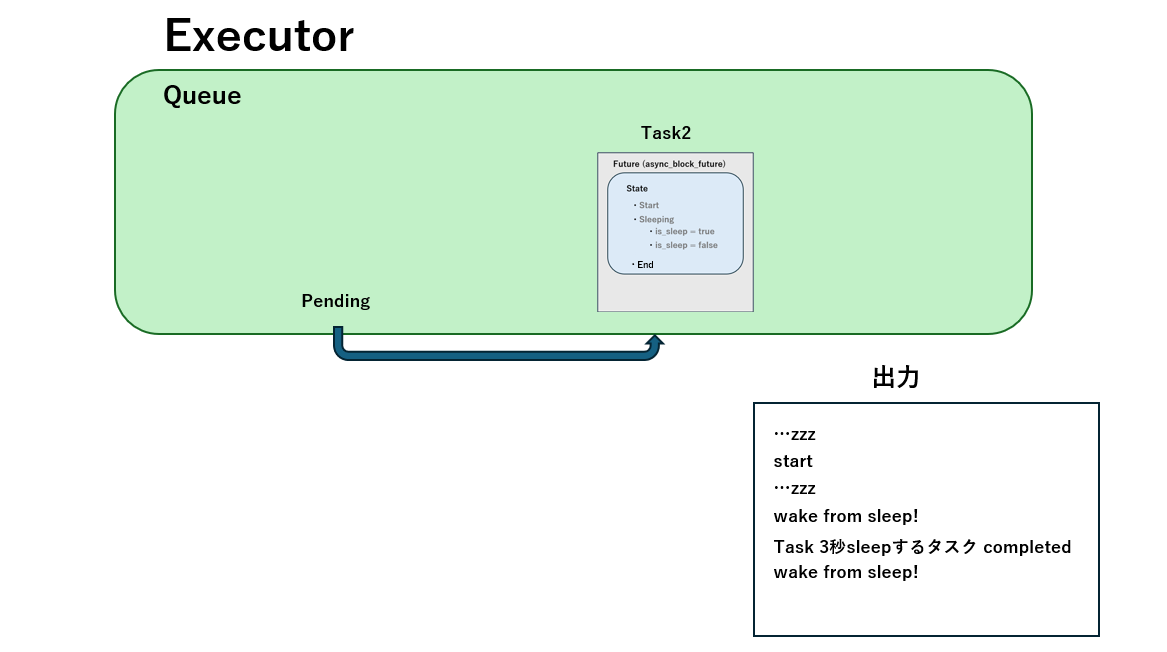 Executor
Queue
Task2
Future (async_block_future)
State
・Start
・Sleeping
・is_sleep = true
・is_sleep = false
・End
Pending
出力
…zzz
start
…zzz
wake from sleep!
Task 3秒sleepするタスク completed
wake from sleep!